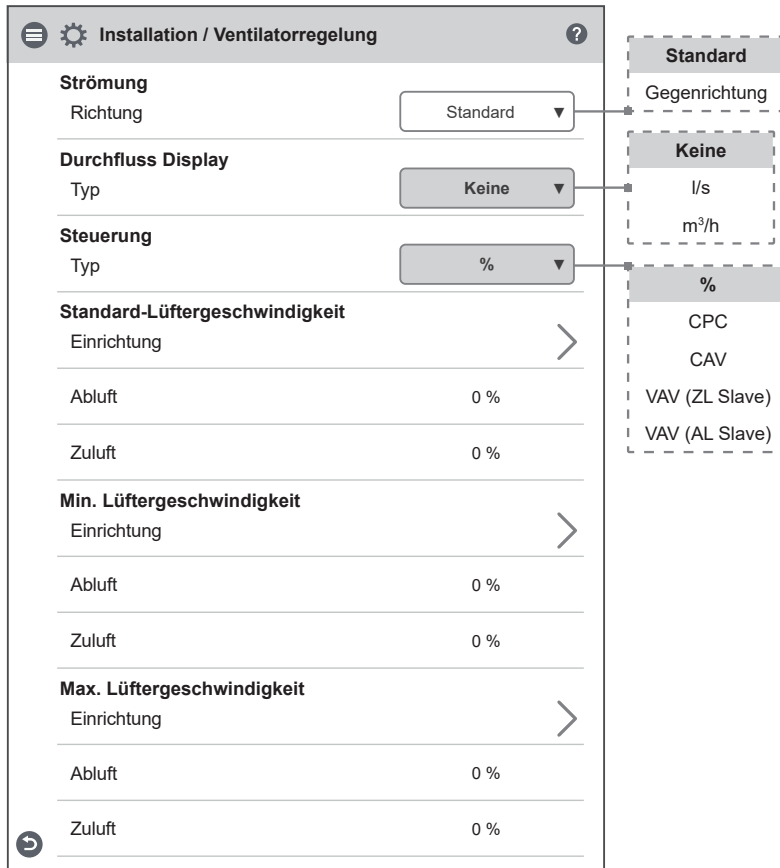 Installation / Ventilatorregelung ?
Strömung
Richtung Standard ▼
Durchfluss Display
Typ Keine ▼
Steuerung
Typ % ▼
Standard-Lüftergeschwindigkeit
Einrichtung
Abluft 0 %
Zuluft 0 %
Min. Lüftergeschwindigkeit
Einrichtung
Abluft 0 %
Zuluft 0 %
Max. Lüftergeschwindigkeit
Einrichtung
Abluft 0 %
Zuluft 0 %
Standard
Gegenrichtung
Keine
l/s
m³/h
%
CPC
CAV
VAV (ZL Slave)
VAV (AL Slave)